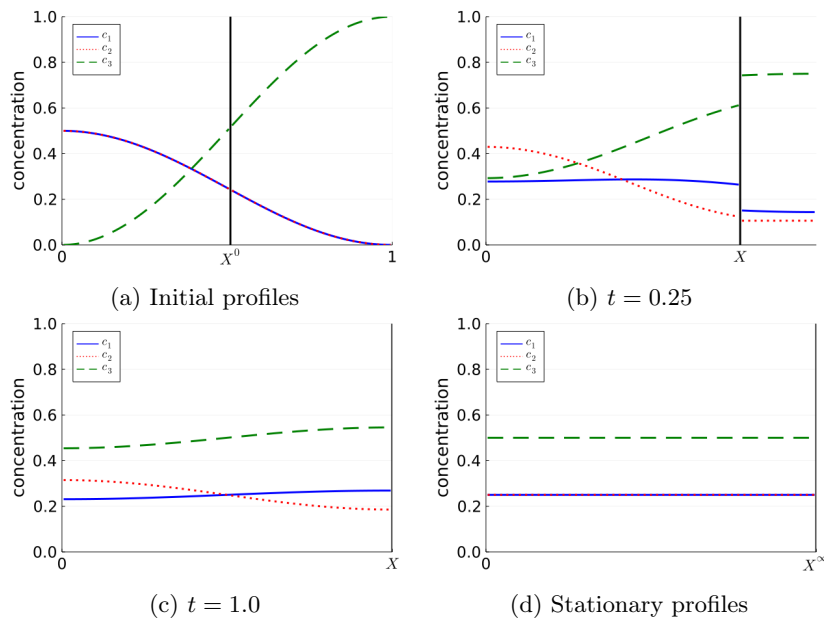 1.0
0.8
0.6
0.4
0.2
0.0
concentration
c₁
c₂
c₃
0
X⁰
1
(a) Initial profiles
1.0
0.8
0.6
0.4
0.2
0.0
concentration
c₁
c₂
c₃
0
X
(b) t = 0.25
1.0
0.8
0.6
0.4
0.2
0.0
concentration
c₁
c₂
c₃
0
X
(c) t = 1.0
1.0
0.8
0.6
0.4
0.2
0.0
concentration
c₁
c₂
c₃
0
X^∞
(d) Stationary profiles